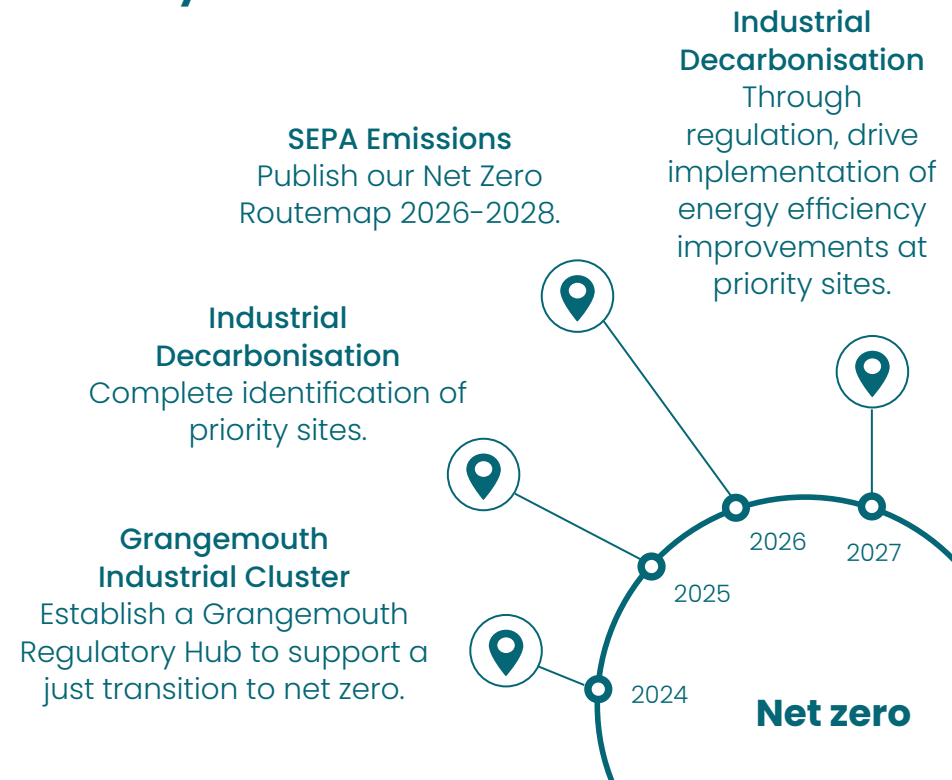 Industrial
Decarbonisation
Through
regulation, drive
implementation of
energy efficiency
improvements at
priority sites.
SEPA Emissions
Publish our Net Zero
Routemap 2026-2028.
Industrial
Decarbonisation
Complete identification of
priority sites.
Grangemouth
Industrial Cluster
Establish a Grangemouth
Regulatory Hub to support a
just transition to net zero.
2026
2027
2025
2024
Net zero